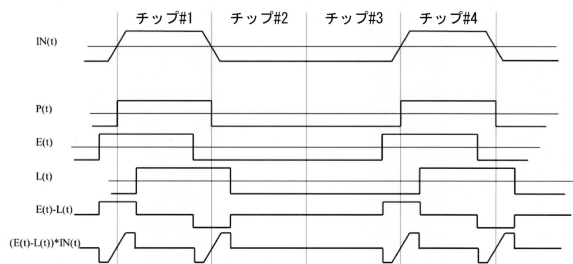 チップ#1 チップ#2 チップ#3 チップ#4
IN(t)
P(t)
E(t)
L(t)
E(t)-L(t)
(E(t)-L(t))*IN(t)